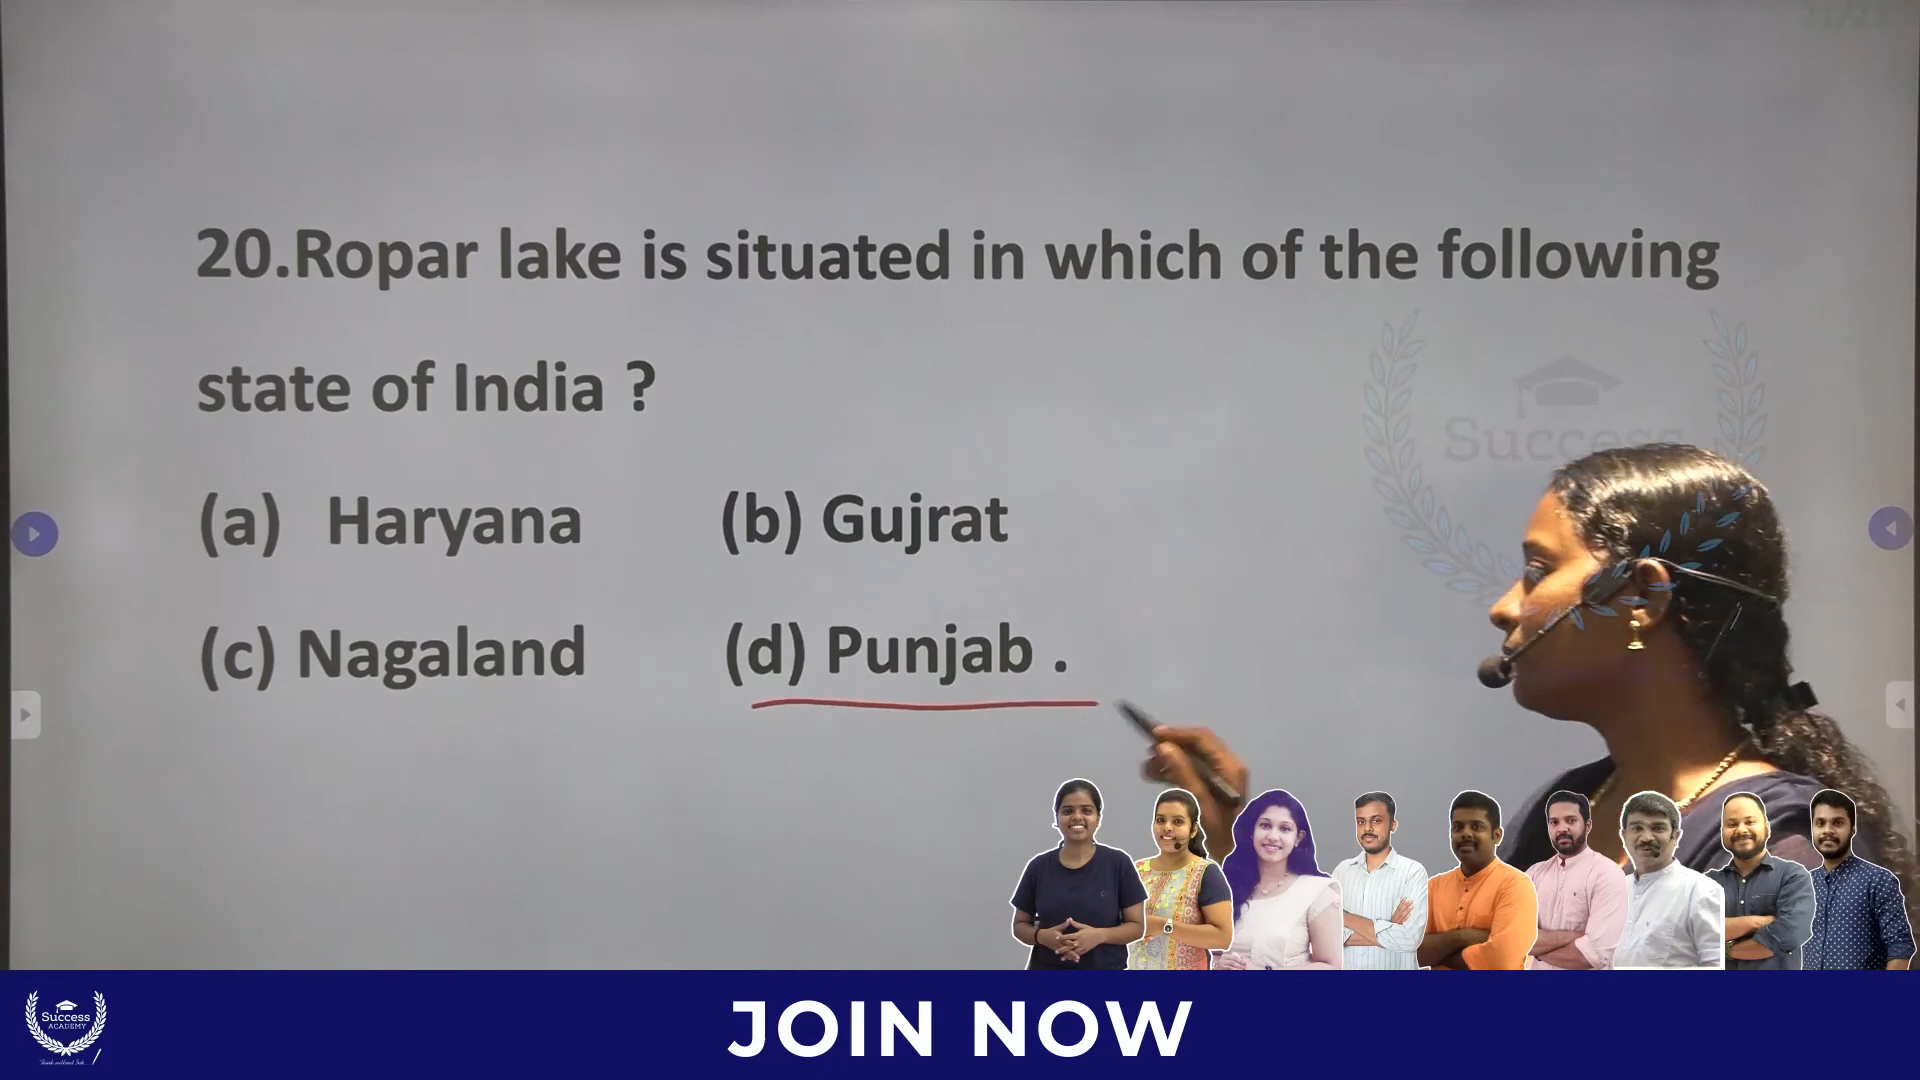 20.Ropar lake is situated in which of the following
state of India ?
(a) Haryana (b) Gujrat
(c) Nagaland (d) Punjab .
Success
JOIN NOW
Success
ACADEMY